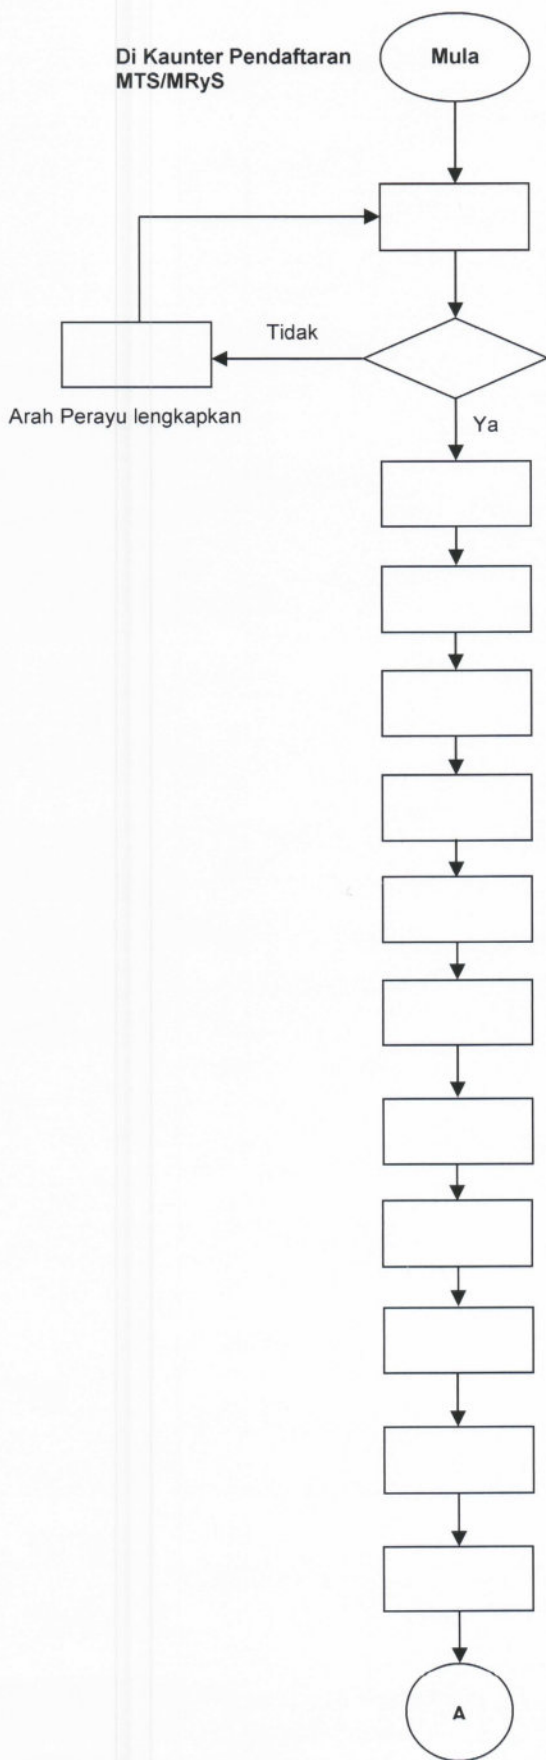 Di Kaunter Pendaftaran
MTS/MRyS
Mula
Tidak
Arah Perayu lengkapkan
Ya
A